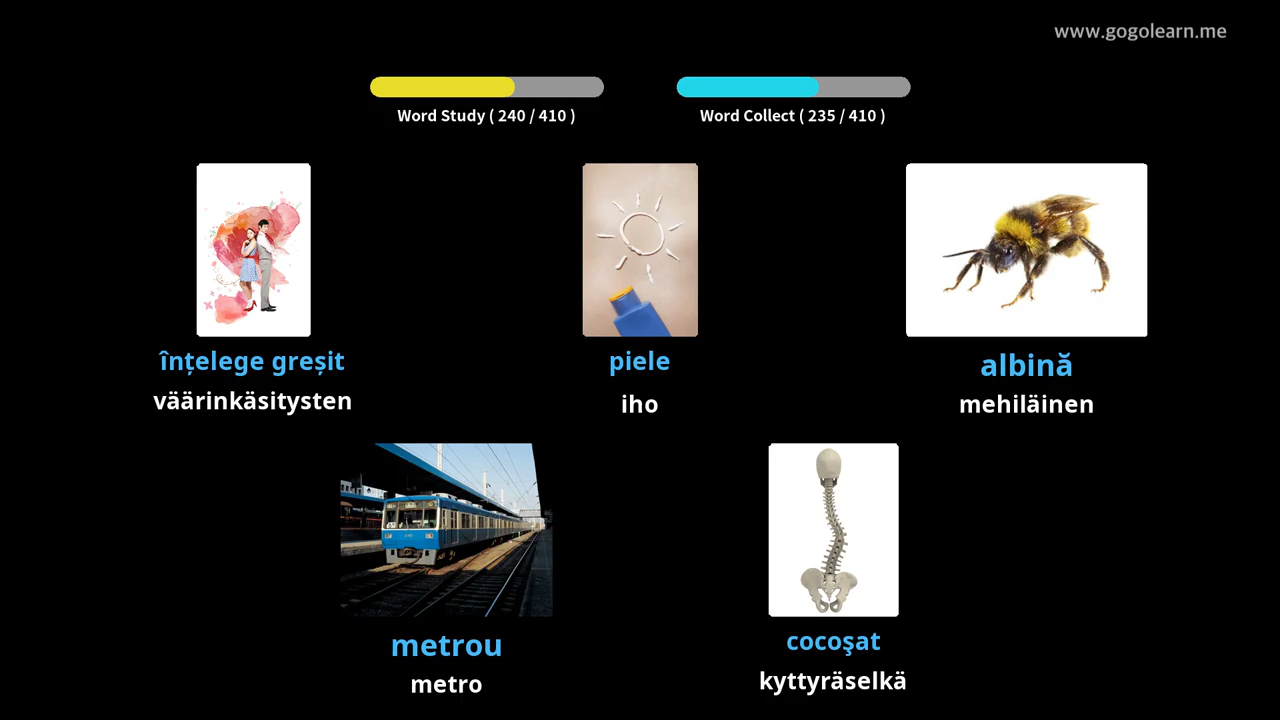 www.gogolearn.me
Word Study ( 240 / 410 )
Word Collect ( 235 / 410 )
înțelege greșit
väärinkäsitysten
piele
iho
albină
mehiläinen
metrou
metro
cocoşat
kyttyräselkä